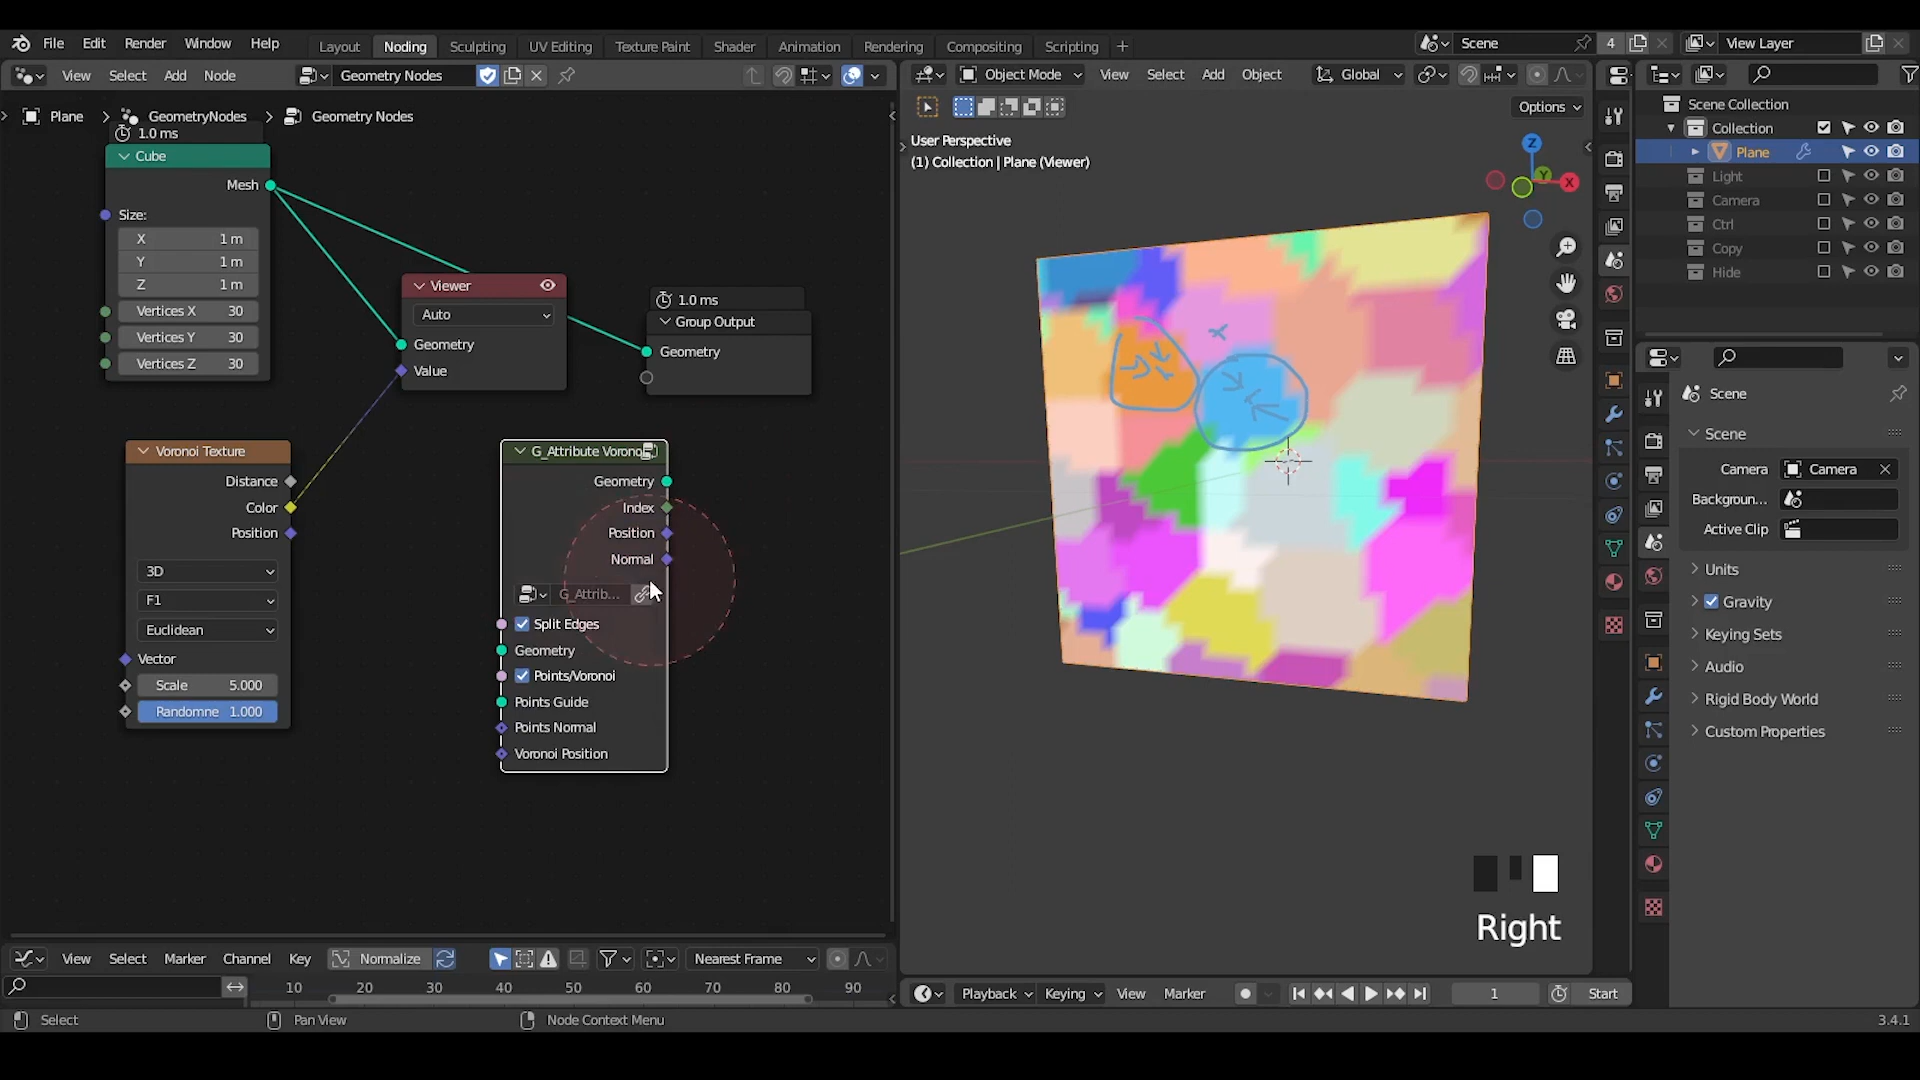 File Edit Render Window Help Layout Noding Sculpting UV Editing Texture Paint Shader Animation Rendering Compositing Scripting Scene 4 View Layer
View Select Add Node Geometry Nodes
Object Mode View Select Add Object Global
Plane GeometryNodes Geometry Nodes
Options
User Perspective
(1) Collection | Plane (Viewer)
Z
Y
X
1.0 ms
Cube
Mesh
Size:
X 1 m
Y 1 m
Z 1 m
Vertices X 30
Vertices Y 30
Vertices Z 30
Viewer
Auto
Geometry
Value
1.0 ms
Group Output
Geometry
Voronoi Texture
Distance
Color
Position
3D
F1
Euclidean
Vector
Scale 5.000
Randomne 1.000
G_Attribute Vorono
Geometry
Index
Position
Normal
G_Attrib...
Split Edges
Geometry
Points/Voronoi
Points Guide
Points Normal
Voronoi Position
Right
Scene Collection
Collection
Plane
Light
Camera
Ctrl
Copy
Hide
Scene
Scene
Camera Camera
Backgroun...
Active Clip
Units
Gravity
Keying Sets
Audio
Rigid Body World
Custom Properties
View Select Marker Channel Key Normalize Nearest Frame
10 20 30 40 50 60 70 80 90
Playback Keying View Marker 1 Start
Select Pan View Node Context Menu 3.4.1